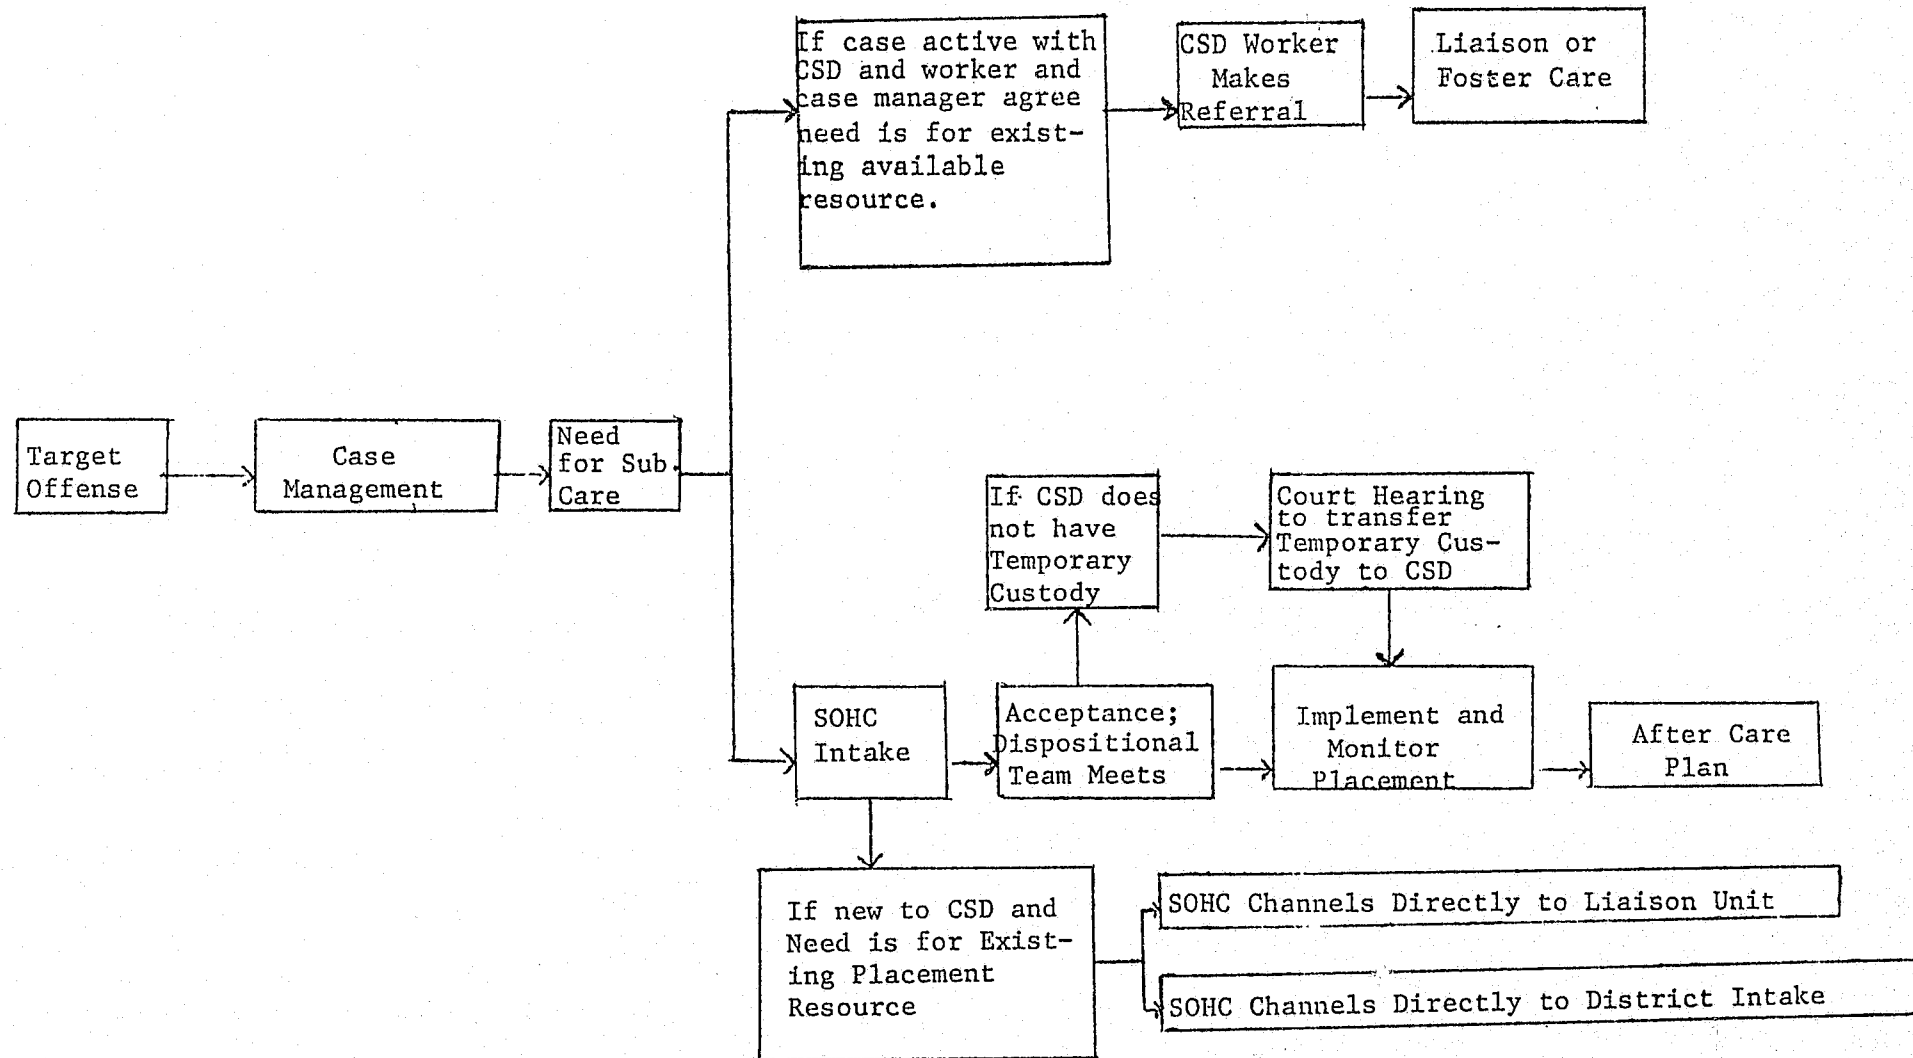 If case active with
CSD and worker and
case manager agree
need is for exist-
ing available
resource.
CSD Worker
Makes
Referral
Liaison or
Foster Care
Target
Offense
Case
Management
Need
for Sub.
Care
If CSD does
not have
Temporary
Custody
Court Hearing
to transfer
Temporary Cus-
tody to CSD
SOHC
Intake
Acceptance;
Dispositional
Team Meets
Implement and
Monitor
Placement
After Care
Plan
If new to CSD and
Need is for Exist-
ing Placement
Resource
SOHC Channels Directly to Liaison Unit
SOHC Channels Directly to District Intake